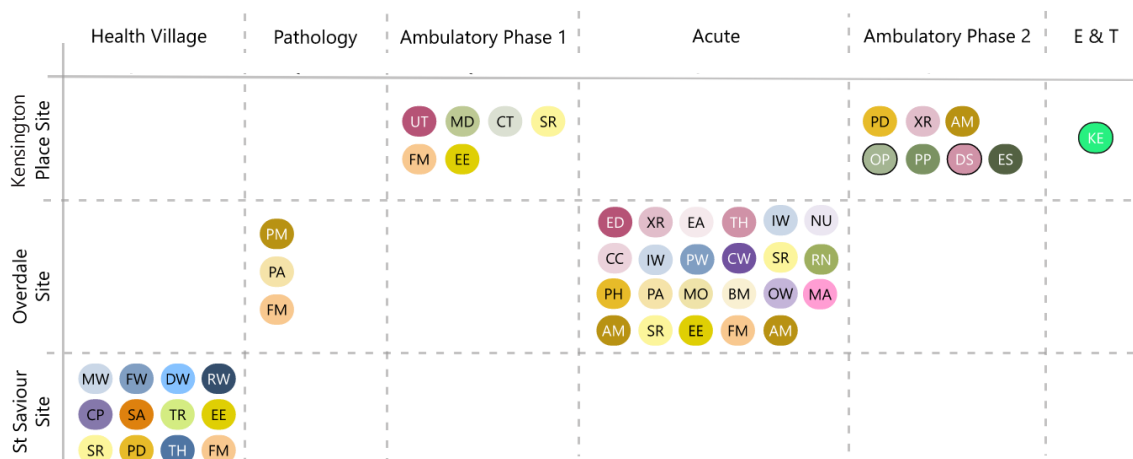 Health Village Pathology Ambulatory Phase 1 Acute Ambulatory Phase 2 E & T
Kensington
Place Site
UT MD CT SR
FM EE
PD XR AM
OP PP DS ES
KE
Overdale
Site
PM
PA
FM
ED XR EA TH IW NU
CC IW PW CW SR RN
PH PA MO BM OW MA
AM SR EE FM AM
St Saviour
Site
MW FW DW RW
CP SA TR EE
SR PD TH FM